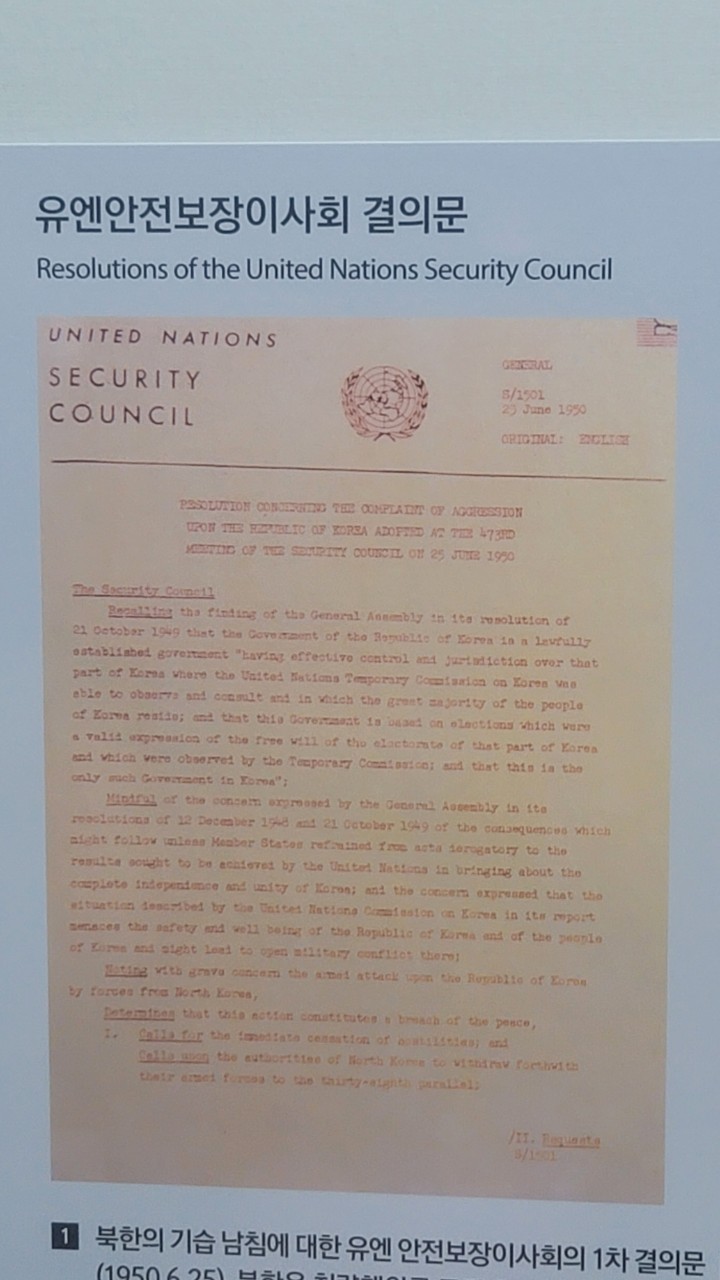 유엔안전보장이사회 결의문
Resolutions of the United Nations Security Council
UNITED NATIONS
SECURITY
COUNCIL
GENERAL
S/1501
25 June 1950
ORIGINAL: ENGLISH
RESOLUTION CONCERNING THE COMPLAINT OF AGGRESSION
UPON THE REPUBLIC OF KOREA ADOPTED AT THE 473RD
MEETING OF THE SECURITY COUNCIL ON 25 JUNE 1950
The Security Council
Recalling the finding of the General Assembly in its resolution of
21 October 1949 that the Government of the Republic of Korea is a lawfully
established government "having effective control and jurisdiction over that
part of Korea where the United Nations Temporary Commission on Korea was
able to observe and consult and in which the great majority of the people
of Korea reside; and that this Government is based on elections which were
a valid expression of the free will of the electorate of that part of Korea
and which were observed by the Temporary Commission; and that this is the
only such Government in Korea";
Mindful of the concern expressed by the General Assembly in its
resolutions of 12 December 1948 and 21 October 1949 of the consequences which
might follow unless Member States refrained from acts derogatory to the
results sought to be achieved by the United Nations in bringing about the
complete independence and unity of Korea; and the concern expressed that the
situation described by the United Nations Commission on Korea in its report
menaces the safety and well being of the Republic of Korea and of the people
of Korea and might lead to open military conflict there;
Noting with grave concern the armed attack upon the Republic of Korea
by forces from North Korea,
Determines that this action constitutes a breach of the peace,
I. Calls for the immediate cessation of hostilities; and
Calls upon the authorities of North Korea to withdraw forthwith
their armed forces to the thirty-eighth parallel;
/II. Requests
S/1501
1 북한의 기습 남침에 대한 유엔 안전보장이사회의 1차 결의문
(1950.6.25). 북한은